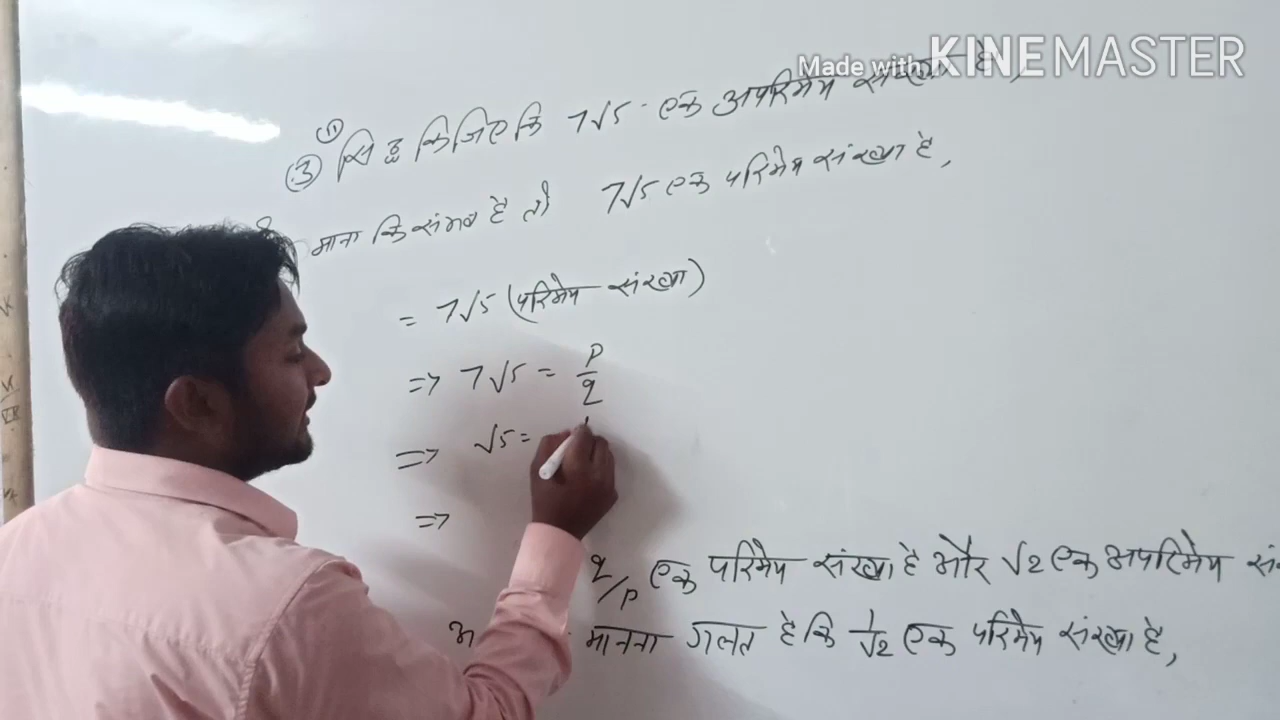 Made with KINEMASTER
③ (ii) सिद्ध किजिए कि 7√5 एक अपरिमेय संख्या है,
माना कि संभव है तो 7√5 एक परिमेय संख्या है,
= 7√5 (परिमेय संख्या)
=> 7√5 = p/q
=> √5 =
=>
q/p एक परिमेय संख्या है और √2 एक अपरिमेय सं
मानना गलत है कि 1/√2 एक परिमेय संख्या है,